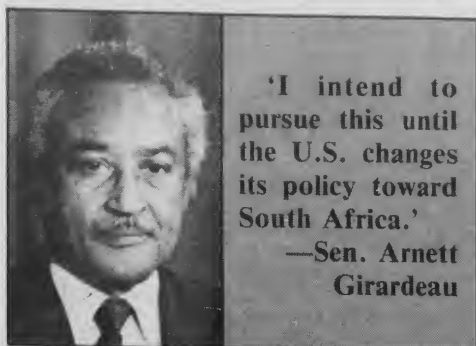 'I intend to
pursue this until
the U.S. changes
its policy toward
South Africa.'
—Sen. Arnett
Girardeau